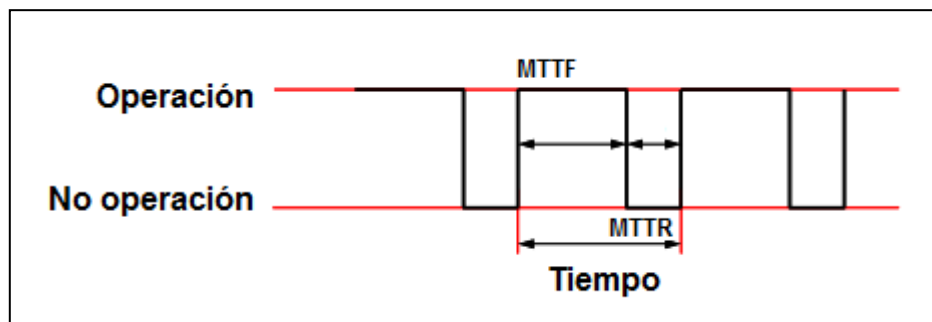 MTTF
Operación
No operación
MTTR
Tiempo